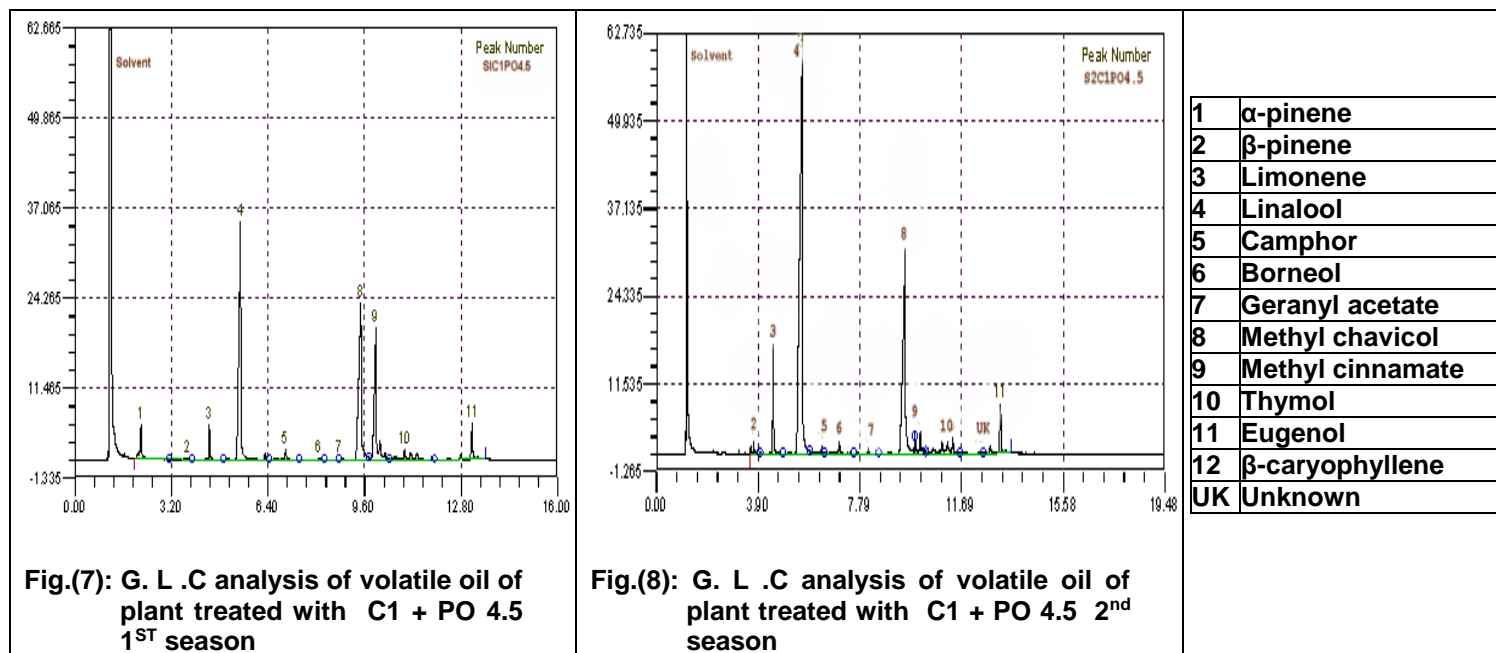 62.665
49.865
37.065
24.265
11.465
-1.335
Solvent
Peak Number
SIC1PO4.5
1
2
3
4
5
6
7
8
9
10
11
0.00 3.20 6.40 9.60 12.80 16.00
Fig.(7): G. L .C analysis of volatile oil of
plant treated with C1 + PO 4.5
1ST season
62.735
49.935
37.135
24.335
11.535
-1.265
Solvent
Peak Number
S2C1PO4.5
2
3
4
5
6
7
8
9
10
UK
11
0.00 3.90 7.79 11.69 15.58 19.48
Fig.(8): G. L .C analysis of volatile oil of
plant treated with C1 + PO 4.5 2nd
season
1 α-pinene
2 β-pinene
3 Limonene
4 Linalool
5 Camphor
6 Borneol
7 Geranyl acetate
8 Methyl chavicol
9 Methyl cinnamate
10 Thymol
11 Eugenol
12 β-caryophyllene
UK Unknown